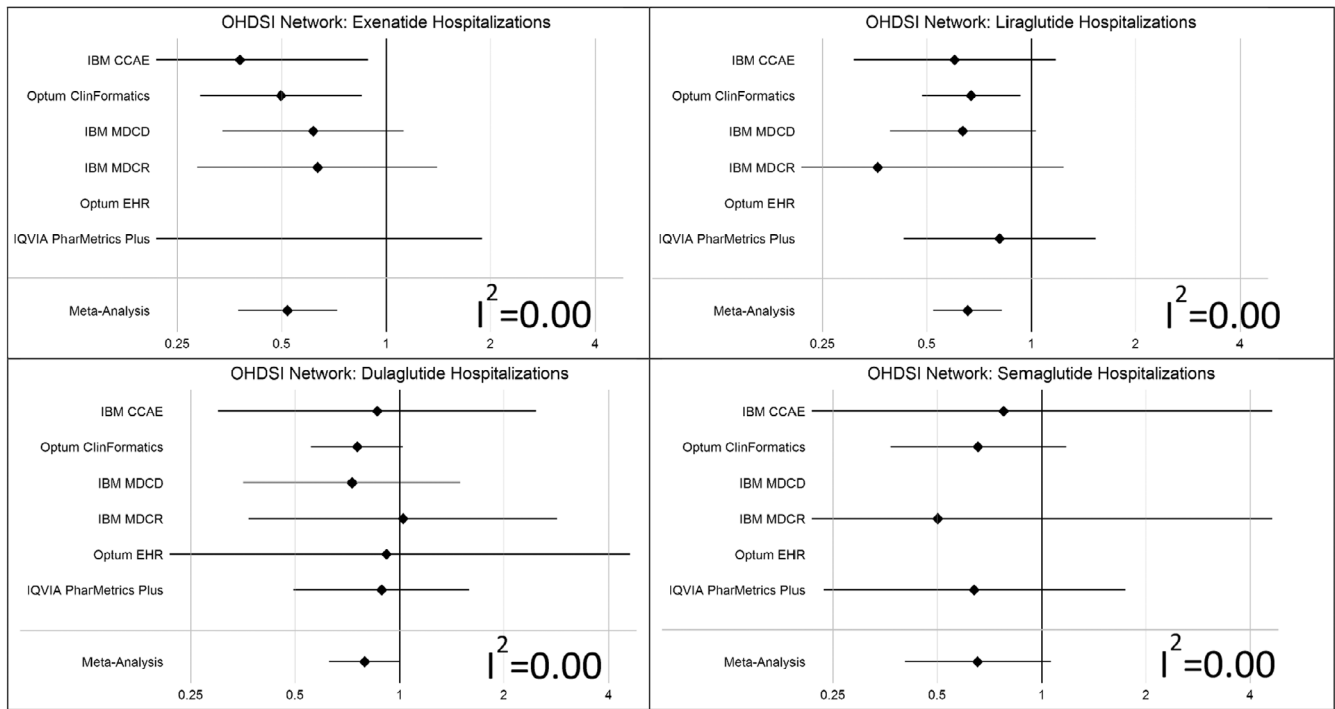 OHDSI Network: Exenatide Hospitalizations
IBM CCAE
Optum ClinFormatics
IBM MDCD
IBM MDCR
Optum EHR
IQVIA PharMetrics Plus
Meta-Analysis
I²=0.00
0.25 0.5 1 2 4
OHDSI Network: Liraglutide Hospitalizations
IBM CCAE
Optum ClinFormatics
IBM MDCD
IBM MDCR
Optum EHR
IQVIA PharMetrics Plus
Meta-Analysis
I²=0.00
0.25 0.5 1 2 4
OHDSI Network: Dulaglutide Hospitalizations
IBM CCAE
Optum ClinFormatics
IBM MDCD
IBM MDCR
Optum EHR
IQVIA PharMetrics Plus
Meta-Analysis
I²=0.00
0.25 0.5 1 2 4
OHDSI Network: Semaglutide Hospitalizations
IBM CCAE
Optum ClinFormatics
IBM MDCD
IBM MDCR
Optum EHR
IQVIA PharMetrics Plus
Meta-Analysis
I²=0.00
0.25 0.5 1 2 4